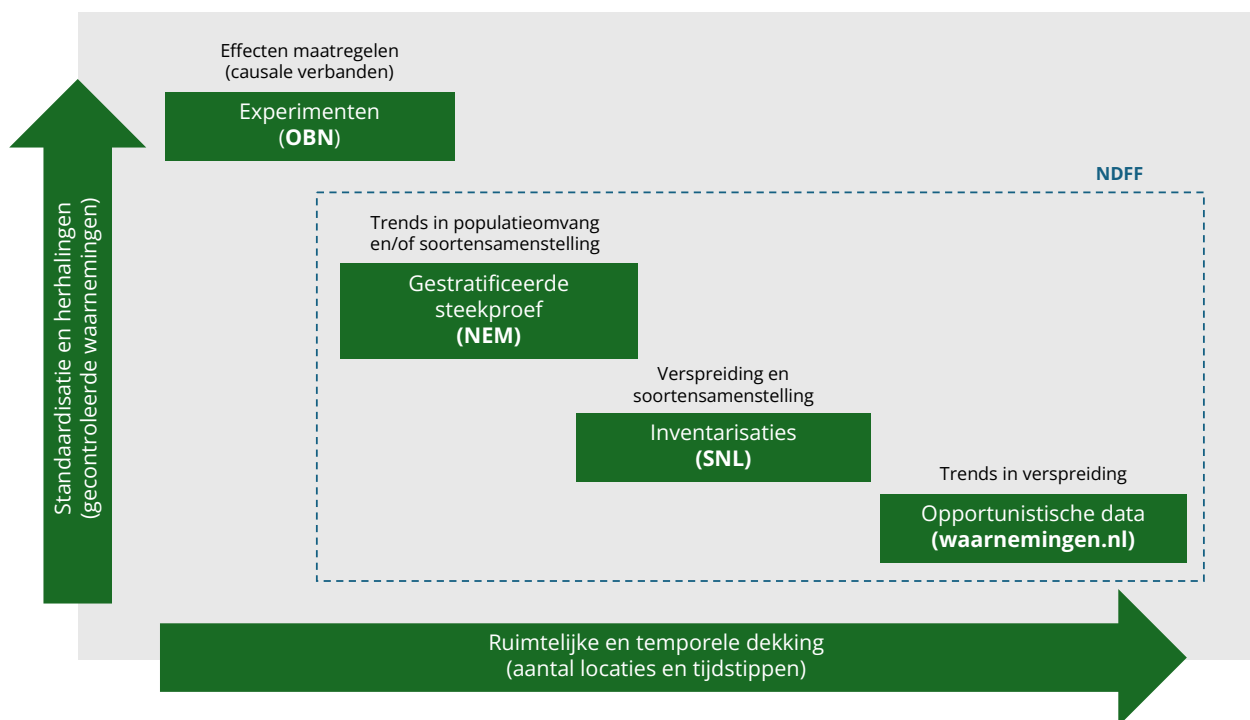 Effecten maatregelen
(causale verbanden)
Experimenten
(OBN)
NDFF
Trends in populatieomvang
en/of soortensamenstelling
Gestratificeerde
steekproef
(NEM)
Verspreiding en
soortensamenstelling
Inventarisaties
(SNL)
Trends in verspreiding
Opportunistische data
(waarnemingen.nl)
Standaardisatie en herhalingen
(gecontroleerde waarnemingen)
Ruimtelijke en temporele dekking
(aantal locaties en tijdstippen)